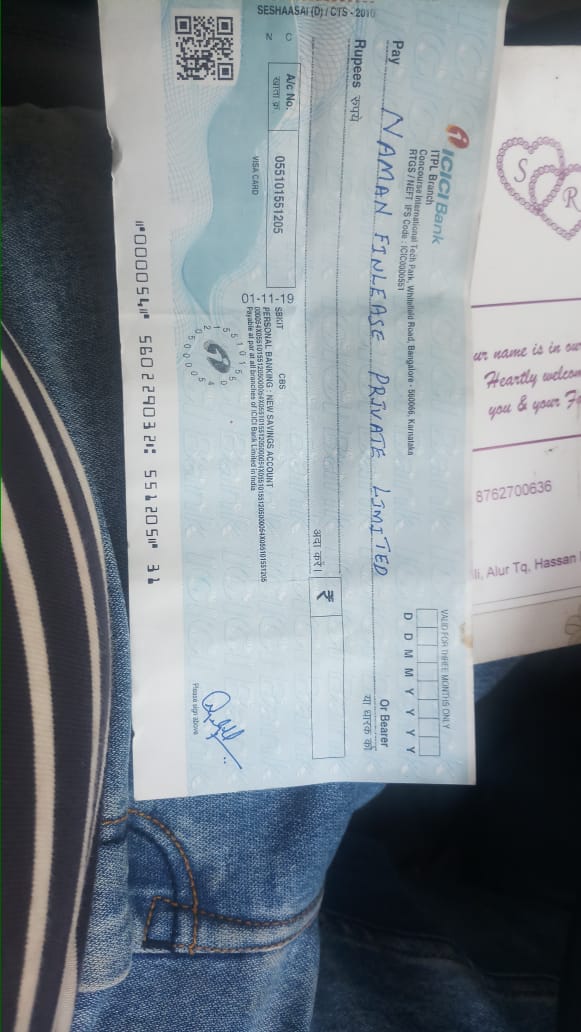 ICICI Bank
ITPL Branch
Concourse International Tech Park, Whitefield Road, Bangalore - 560066, Karnataka
RTGS / NEFT IFS Code : ICIC0000551
VALID FOR THREE MONTHS ONLY
D D M M Y Y Y Y
Pay NAMAN FINLEASE PRIVATE LIMITED Or Bearer
या धारक को
Rupees रुपये
अदा करें। ₹
A/c No. 055101551205
खाता क्र.
N C
VISA CARD
01-11-19
SBKIT CBS
PERSONAL BANKING : NEW SAVINGS ACCOUNT
Payable at par at all branches of ICICI Bank Limited in India
Please sign above
SESHAASAI (D) / CTS - 2010
⑈000054⑈ 560229032⑆ 551205⑈ 31
S R
ur name is in our
Heartly welcom
you & your Fa
8762700636
li, Alur Tq, Hassan